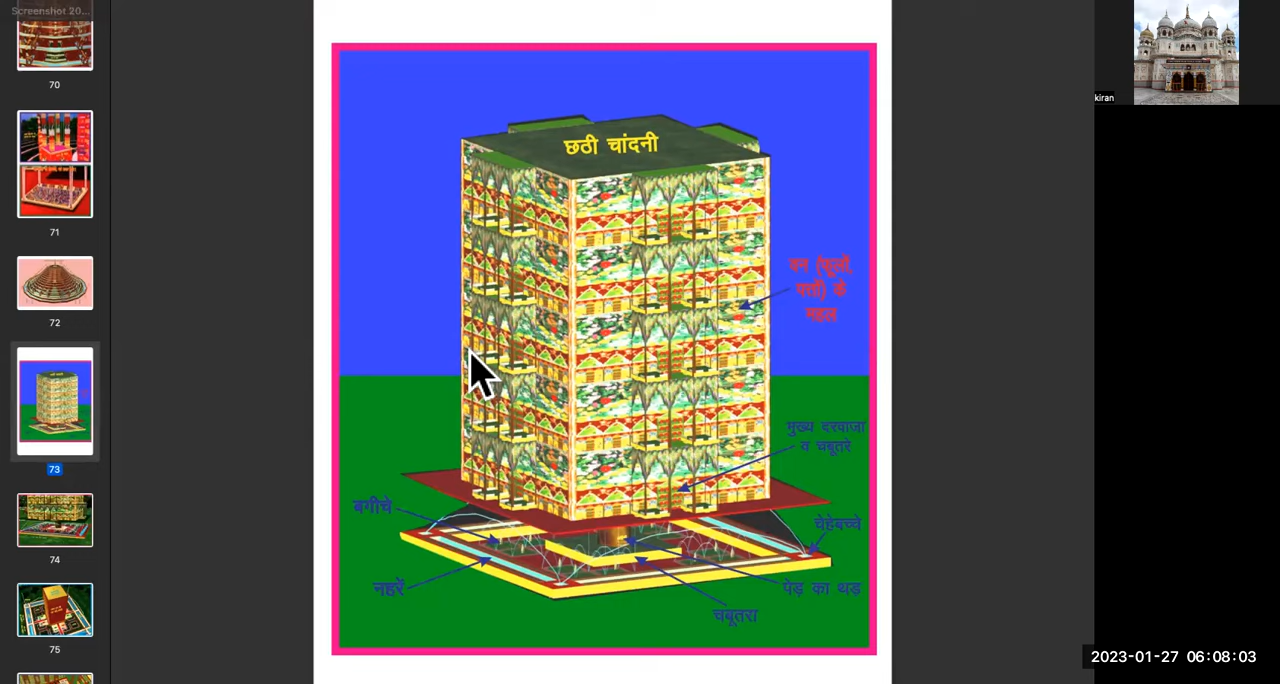 Screenshot 20...
70
71
72
73
74
75
छठी चांदनी
वन (फूलों,
पत्तों) के
महल
मुख्य दरवाजा
व चबूतरे
बगीचे
चेहेबच्चे
नहरें
पेड़ का थड़
चबूतरा
kiran
2023-01-27 06:08:03